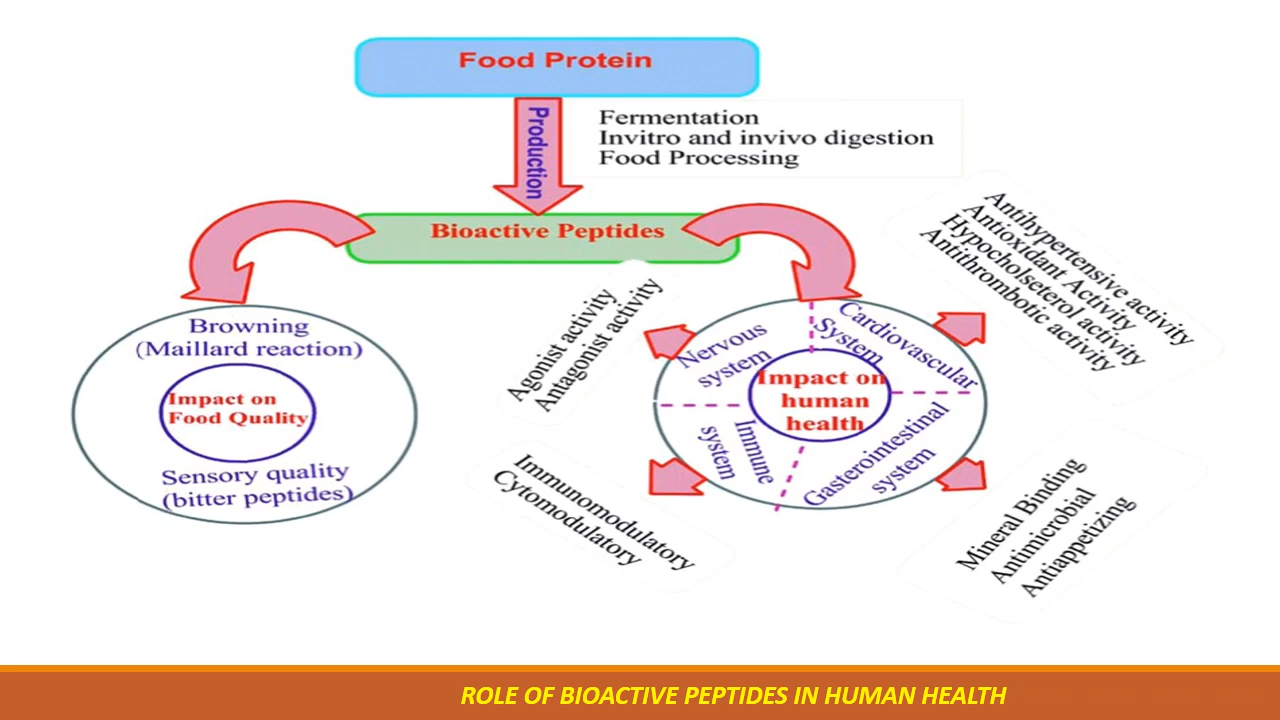 Food Protein
Production
Fermentation
Invitro and invivo digestion
Food Processing
Bioactive Peptides
Browning
(Maillard reaction)
Impact on
Food Quality
Sensory quality
(bitter peptides)
Agonist activity
Antagonist activity
Nervous
system
Cardiovascular
System
Impact on
human
health
Immune
system
Gasterointestinal
system
Antihypertensive activity
Antioxidant Activity
Hypocholseterol activity
Antithrombotic activity
Immunomodulatory
Cytomodulatory
Mineral Binding
Antimicrobial
Antiappetizing
ROLE OF BIOACTIVE PEPTIDES IN HUMAN HEALTH